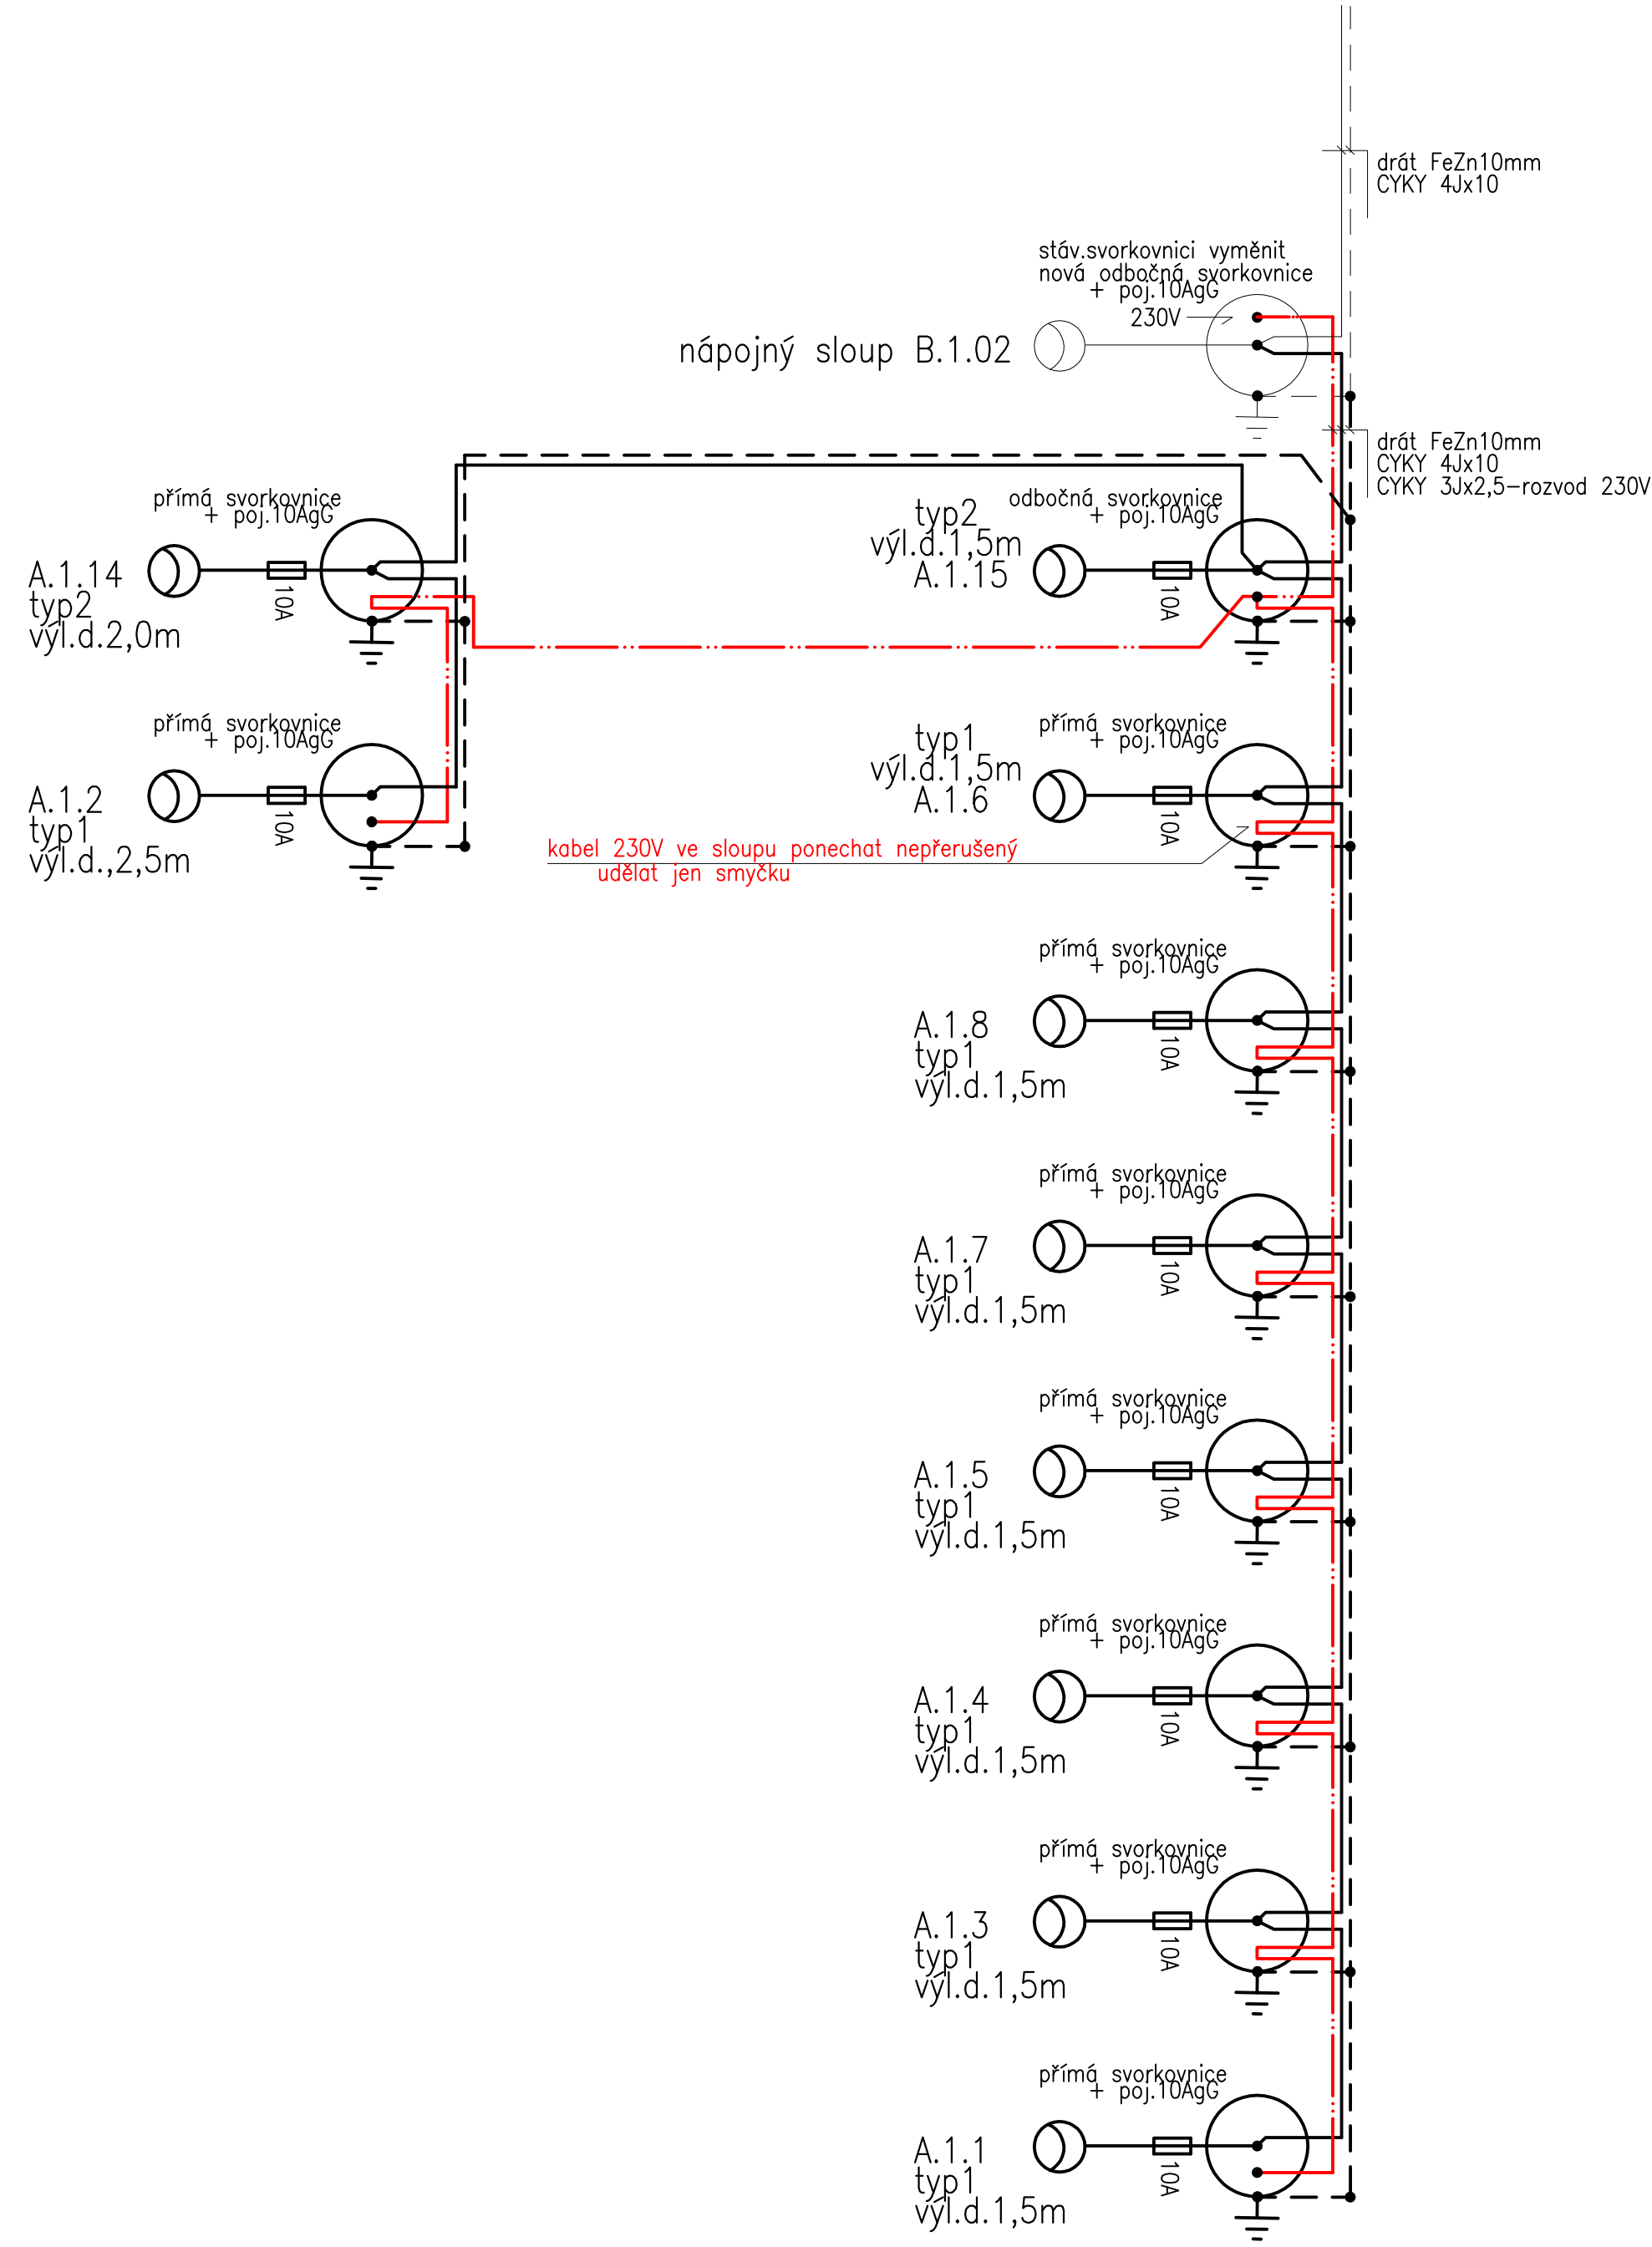 drát FeZn10mm
CYKY 4Jx10
stáv.svorkovnici vyměnit
nová odbočná svorkovnice
+ poj.10AgG
230V
nápojný sloup B.1.02
drát FeZn10mm
CYKY 4Jx10
CYKY 3Jx2,5-rozvod 230V
přímá svorkovnice
+ poj.10AgG
A.1.14
typ2
výl.d.2,0m
10A
odbočná svorkovnice
+ poj.10AgG
typ2
výl.d.1,5m
A.1.15
10A
přímá svorkovnice
+ poj.10AgG
A.1.2
typ1
výl.d.,2,5m
10A
přímá svorkovnice
+ poj.10AgG
typ1
výl.d.1,5m
A.1.6
10A
kabel 230V ve sloupu ponechat nepřerušený
udělat jen smyčku
přímá svorkovnice
+ poj.10AgG
A.1.8
typ1
výl.d.1,5m
10A
přímá svorkovnice
+ poj.10AgG
A.1.7
typ1
výl.d.1,5m
10A
přímá svorkovnice
+ poj.10AgG
A.1.5
typ1
výl.d.1,5m
10A
přímá svorkovnice
+ poj.10AgG
A.1.4
typ1
výl.d.1,5m
10A
přímá svorkovnice
+ poj.10AgG
A.1.3
typ1
výl.d.1,5m
10A
přímá svorkovnice
+ poj.10AgG
A.1.1
typ1
výl.d.1,5m
10A